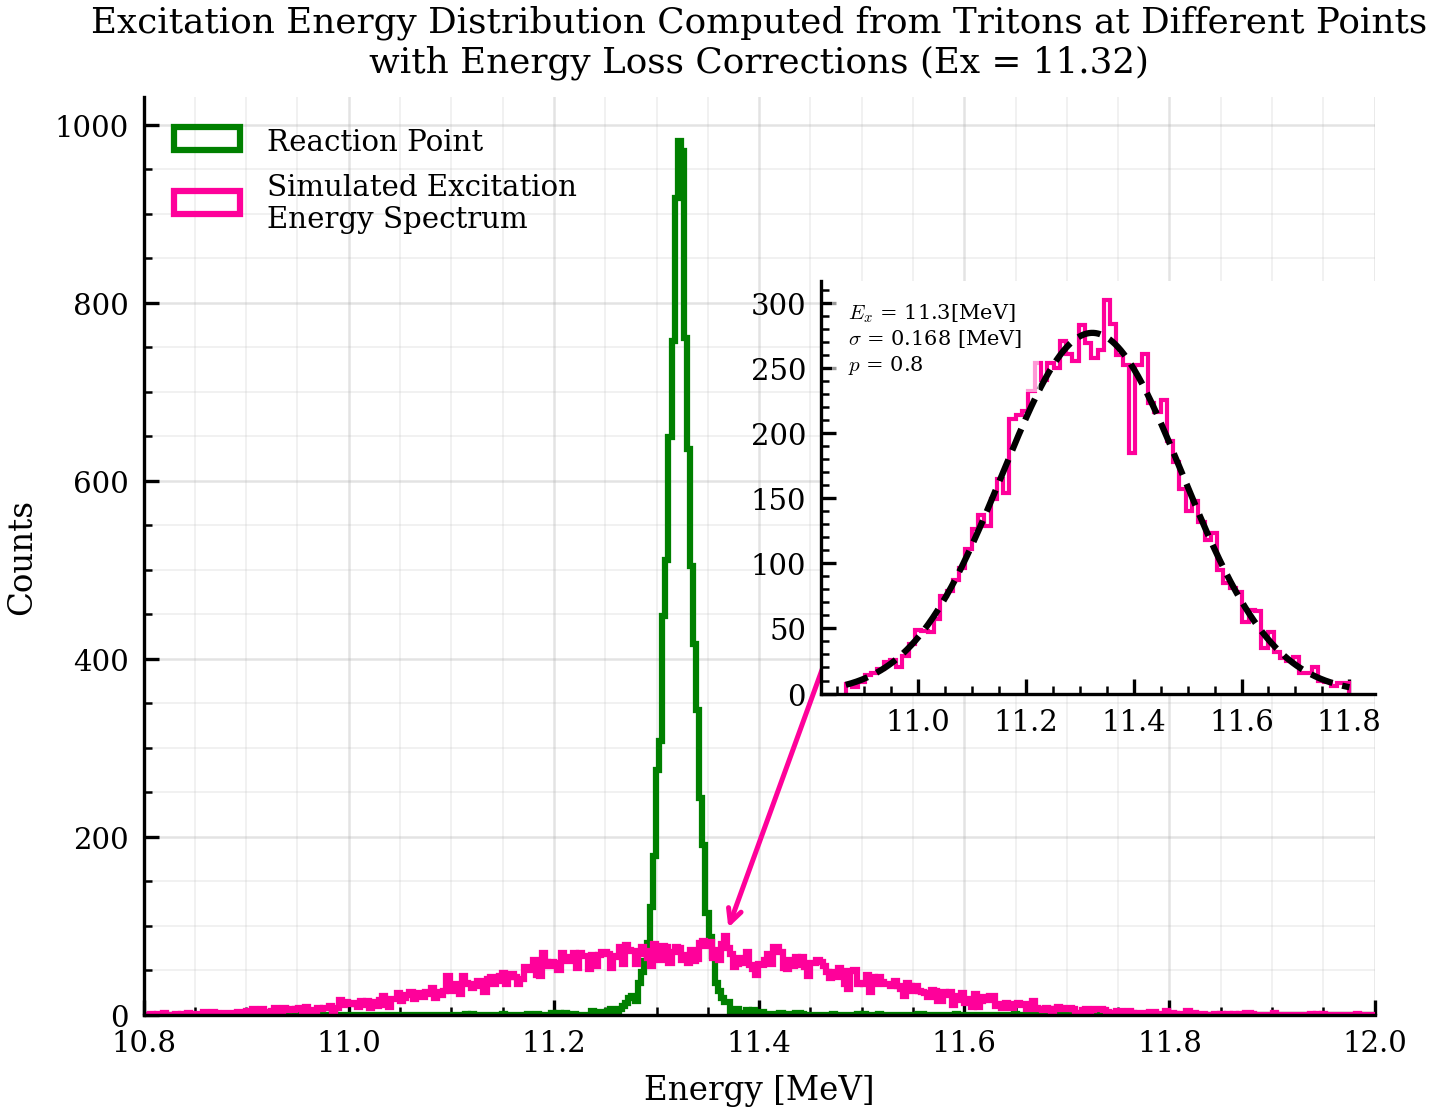 Excitation Energy Distribution Computed from Tritons at Different Points
with Energy Loss Corrections (Ex = 11.32)
Reaction Point
Simulated Excitation
Energy Spectrum
1000
800
600
400
200
0
Counts
10.8 11.0 11.2 11.4 11.6 11.8 12.0
Energy [MeV]
300
250
200
150
100
50
0
E_x = 11.3[MeV]
σ = 0.168 [MeV]
p = 0.8
11.0 11.2 11.4 11.6 11.8